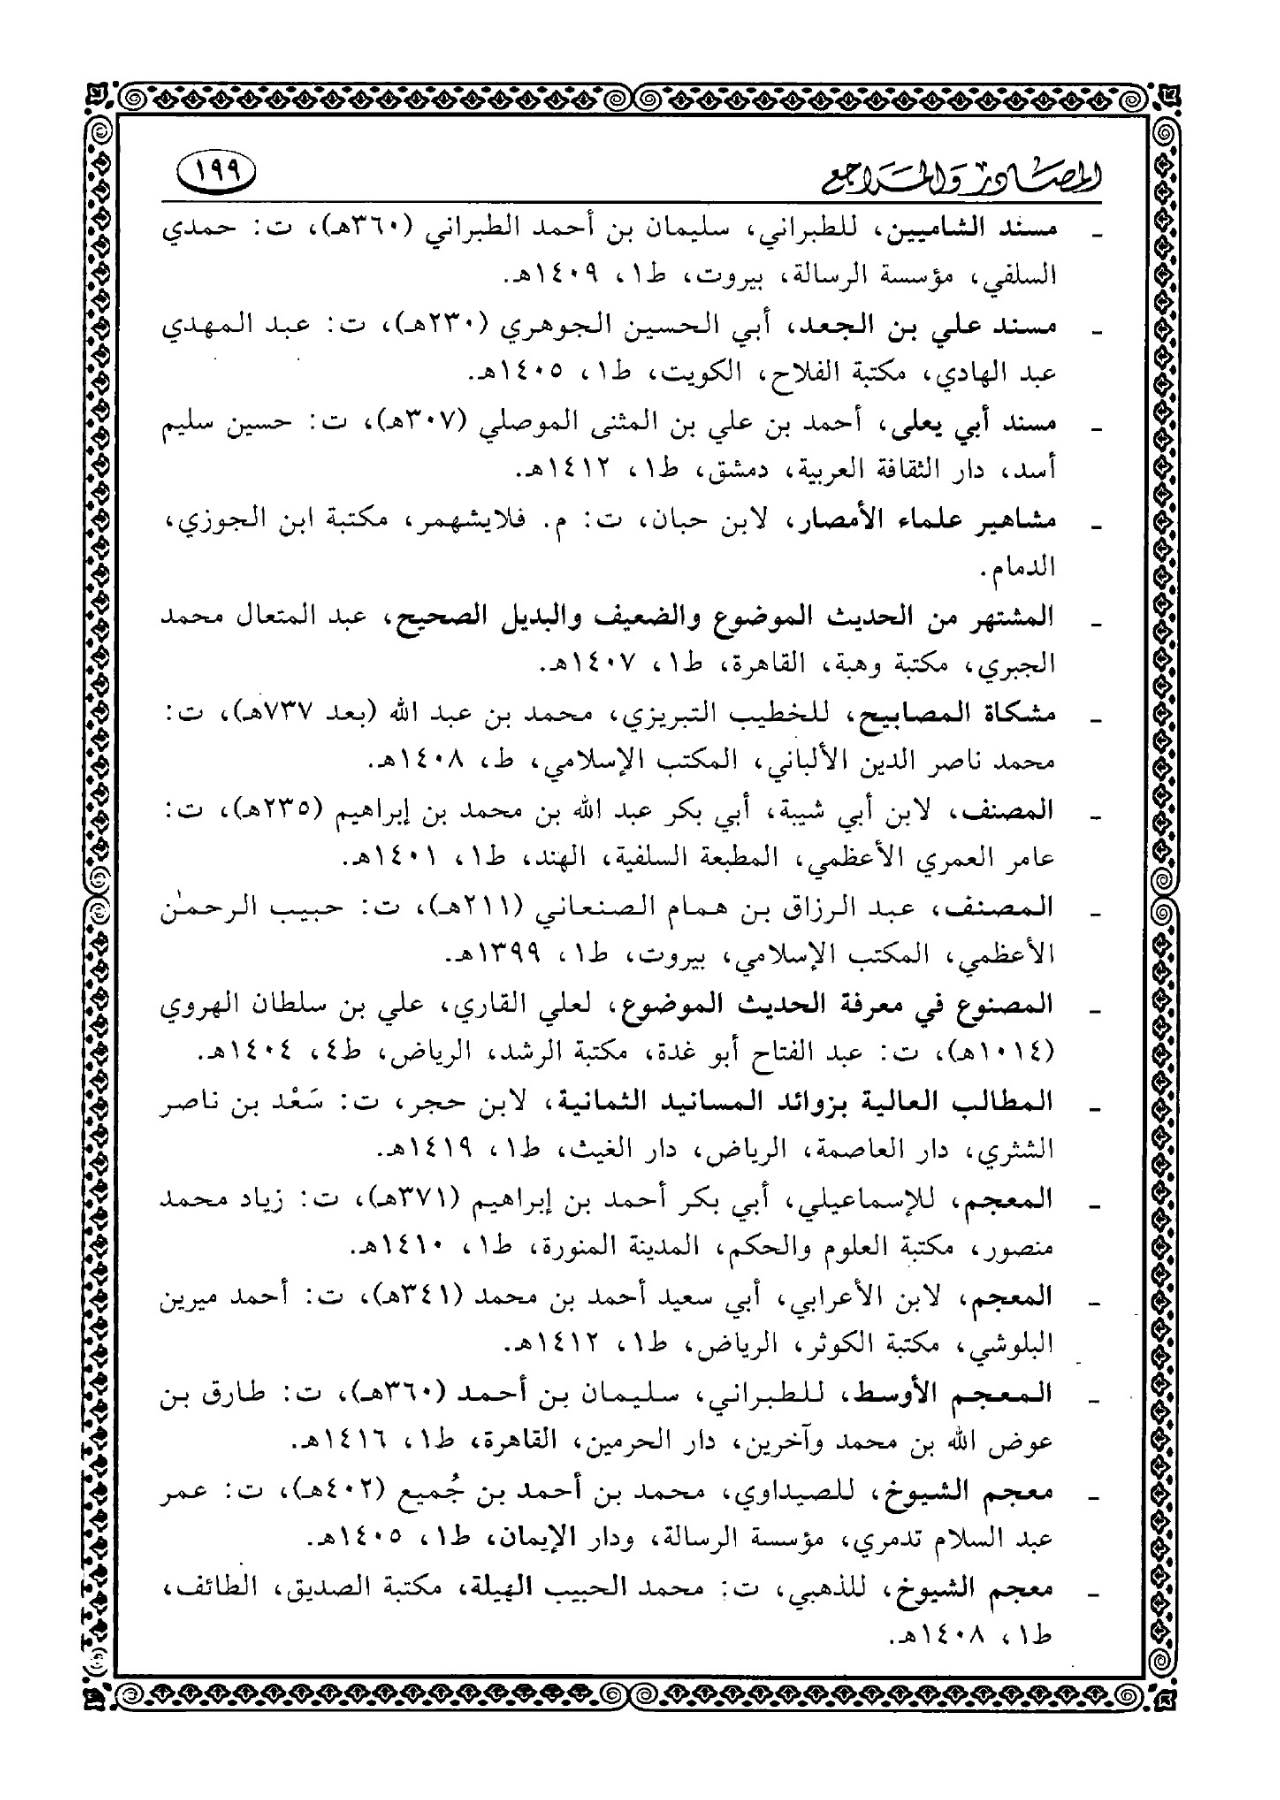 المصادر والمراجع ١٩٩
- مسند الشاميين، للطبراني، سليمان بن أحمد الطبراني (٣٦٠هـ)، ت: حمدي
السلفي، مؤسسة الرسالة، بيروت، ط١، ١٤٠٩هـ.
- مسند علي بن الجعد، أبي الحسين الجوهري (٢٣٠هـ)، ت: عبد المهدي
عبد الهادي، مكتبة الفلاح، الكويت، ط١، ١٤٠٥هـ.
- مسند أبي يعلى، أحمد بن علي بن المثنى الموصلي (٣٠٧هـ)، ت: حسين سليم
أسد، دار الثقافة العربية، دمشق، ط١، ١٤١٢هـ.
- مشاهير علماء الأمصار، لابن حبان، ت: م. فلايشهمر، مكتبة ابن الجوزي،
الدمام.
- المشتهر من الحديث الموضوع والضعيف والبديل الصحيح، عبد المتعال محمد
الجبري، مكتبة وهبة، القاهرة، ط١، ١٤٠٧هـ.
- مشكاة المصابيح، للخطيب التبريزي، محمد بن عبد الله (بعد ٧٣٧هـ)، ت:
محمد ناصر الدين الألباني، المكتب الإسلامي، ط، ١٤٠٨هـ.
- المصنف، لابن أبي شيبة، أبي بكر عبد الله بن محمد بن إبراهيم (٢٣٥هـ)، ت:
عامر العمري الأعظمي، المطبعة السلفية، الهند، ط١، ١٤٠١هـ.
- المصنف، عبد الرزاق بن همام الصنعاني (٢١١هـ)، ت: حبيب الرحمٰن
الأعظمي، المكتب الإسلامي، بيروت، ط١، ١٣٩٩هـ.
- المصنوع في معرفة الحديث الموضوع، لعلي القاري، علي بن سلطان الهروي
(١٠١٤هـ)، ت: عبد الفتاح أبو غدة، مكتبة الرشد، الرياض، ط٤، ١٤٠٤هـ.
- المطالب العالية بزوائد المسانيد الثمانية، لابن حجر، ت: سَعْد بن ناصر
الشثري، دار العاصمة، الرياض، دار الغيث، ط١، ١٤١٩هـ.
- المعجم، للإسماعيلي، أبي بكر أحمد بن إبراهيم (٣٧١هـ)، ت: زياد محمد
منصور، مكتبة العلوم والحكم، المدينة المنورة، ط١، ١٤١٠هـ.
- المعجم، لابن الأعرابي، أبي سعيد أحمد بن محمد (٣٤١هـ)، ت: أحمد ميرين
البلوشي، مكتبة الكوثر، الرياض، ط١، ١٤١٢هـ.
- المعجم الأوسط، للطبراني، سليمان بن أحمد (٣٦٠هـ)، ت: طارق بن
عوض الله بن محمد وآخرين، دار الحرمين، القاهرة، ط١، ١٤١٦هـ.
- معجم الشيوخ، للصيداوي، محمد بن أحمد بن جُميع (٤٠٢هـ)، ت: عمر
عبد السلام تدمري، مؤسسة الرسالة، ودار الإيمان، ط١، ١٤٠٥هـ.
- معجم الشيوخ، للذهبي، ت: محمد الحبيب الهيلة، مكتبة الصديق، الطائف،
ط١، ١٤٠٨هـ.